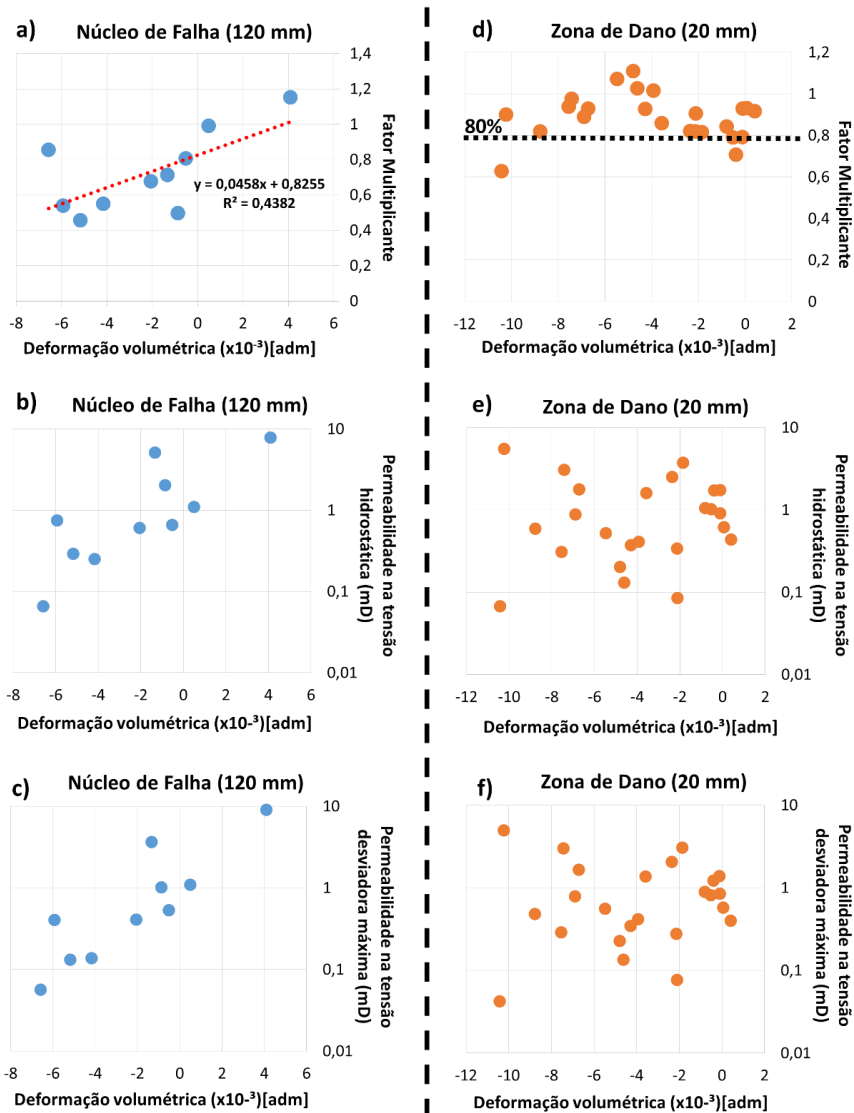 a)
Núcleo de Falha (120 mm)
1,4
1,2
1
0,8
0,6
0,4
0,2
0
Fator Multiplicante
y = 0,0458x + 0,8255
R² = 0,4382
-8 -6 -4 -2 0 2 4 6
Deformação volumétrica (x10⁻³)[adm]
b)
Núcleo de Falha (120 mm)
10
1
0,1
0,01
Permeabilidade na tensão
hidrostática (mD)
-8 -6 -4 -2 0 2 4 6
Deformação volumétrica (x10-³)[adm]
c)
Núcleo de Falha (120 mm)
10
1
0,1
0,01
Permeabilidade na tensão
desviadora máxima (mD)
-8 -6 -4 -2 0 2 4 6
Deformação volumétrica (x10-³)[adm]
d)
Zona de Dano (20 mm)
1,2
1
0,8
0,6
0,4
0,2
0
Fator Multiplicante
80%
-12 -10 -8 -6 -4 -2 0 2
Deformação volumétrica (x10-³)[adm]
e)
Zona de Dano (20 mm)
10
1
0,1
0,01
Permeabilidade na tensão
hidrostática (mD)
-12 -10 -8 -6 -4 -2 0 2
Deformação volumétrica (x10-³)[adm]
f)
Zona de Dano (20 mm)
10
1
0,1
0,01
Permeabilidade na tensão
desviadora máxima (mD)
-12 -10 -8 -6 -4 -2 0 2
Deformação volumétrica (x10-³)[adm]